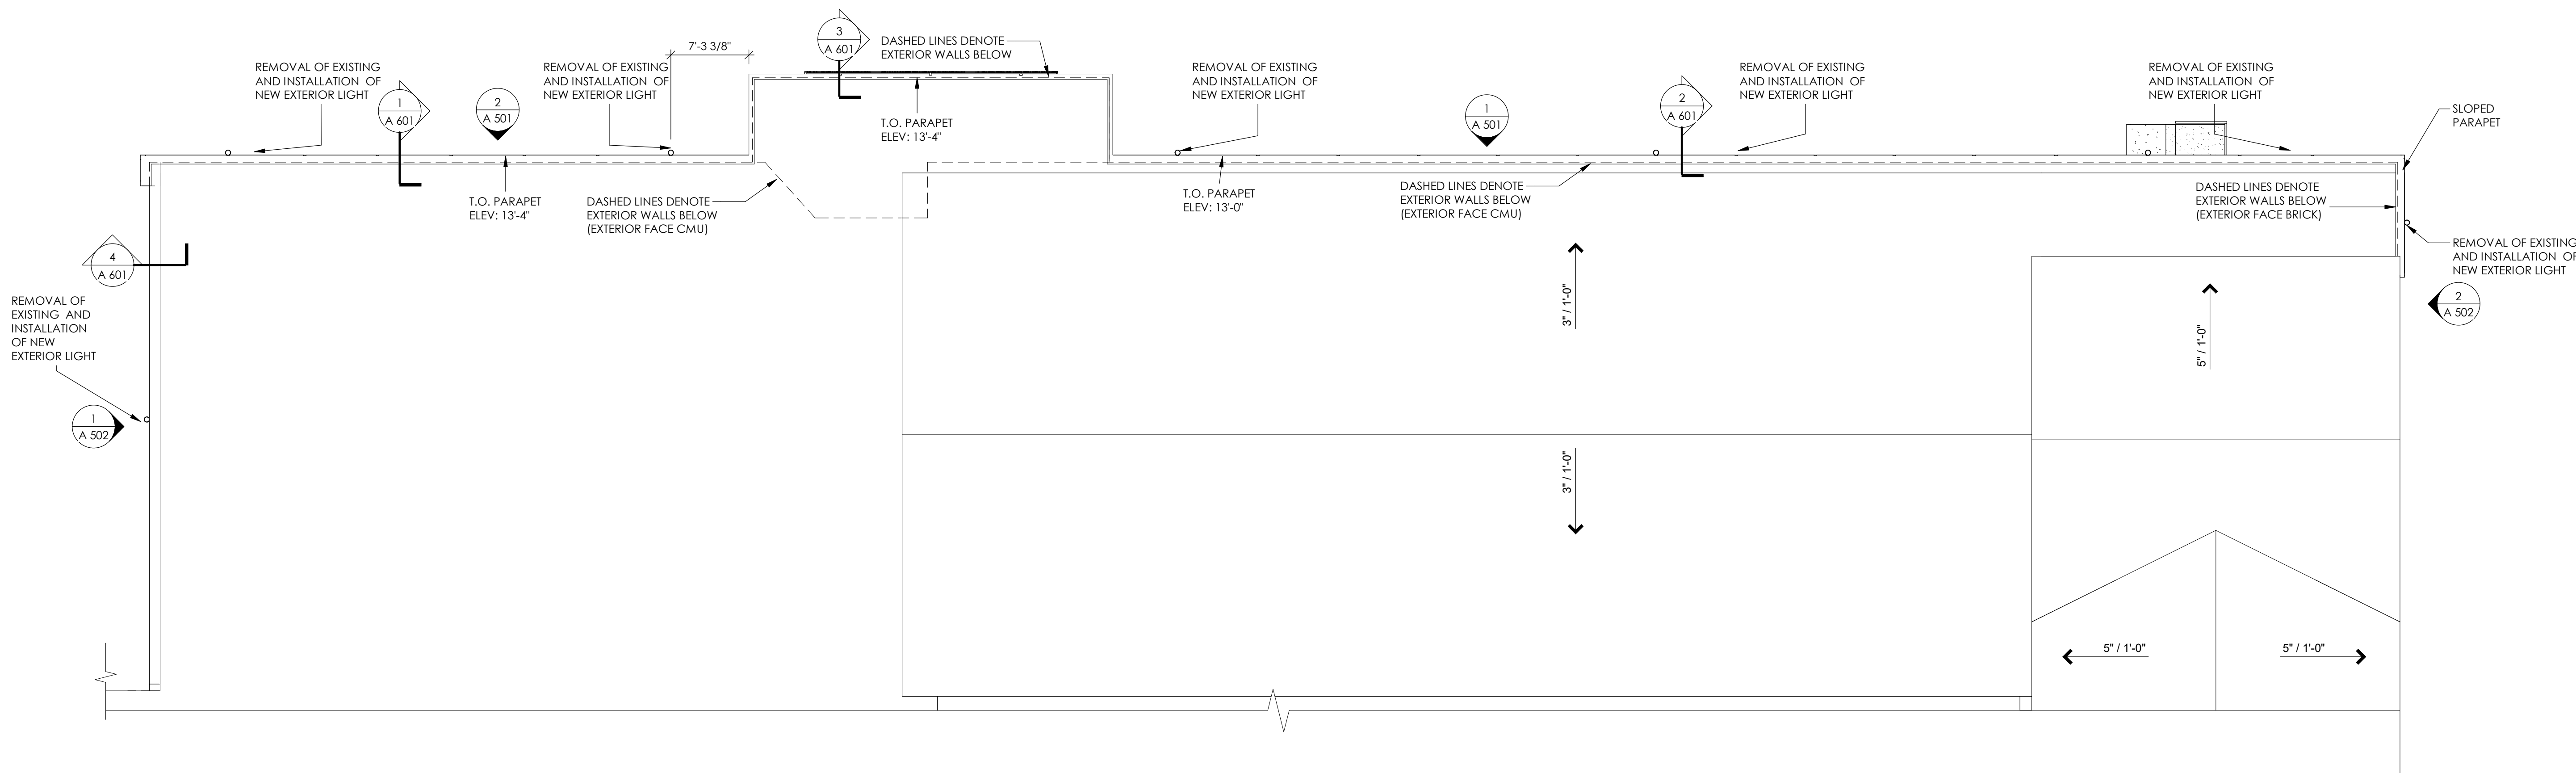 3
A 601
7'-3 3/8"
DASHED LINES DENOTE
EXTERIOR WALLS BELOW
REMOVAL OF EXISTING
AND INSTALLATION  OF
NEW EXTERIOR LIGHT
REMOVAL OF EXISTING
AND INSTALLATION  OF
NEW EXTERIOR LIGHT
REMOVAL OF EXISTING
AND INSTALLATION  OF
NEW EXTERIOR LIGHT
REMOVAL OF EXISTING
AND INSTALLATION  OF
NEW EXTERIOR LIGHT
REMOVAL OF EXISTING
AND INSTALLATION  OF
NEW EXTERIOR LIGHT
1
A 601
2
A 501
1
A 501
2
A 601
SLOPED
PARAPET
T.O. PARAPET
ELEV: 13'-4"
T.O. PARAPET
ELEV: 13'-4"
DASHED LINES DENOTE
EXTERIOR WALLS BELOW
(EXTERIOR FACE CMU)
T.O. PARAPET
ELEV: 13'-0"
DASHED LINES DENOTE
EXTERIOR WALLS BELOW
(EXTERIOR FACE CMU)
DASHED LINES DENOTE
EXTERIOR WALLS BELOW
(EXTERIOR FACE BRICK)
4
A 601
REMOVAL OF EXISTING
AND INSTALLATION  OF
NEW EXTERIOR LIGHT
2
A 502
REMOVAL OF
EXISTING  AND
INSTALLATION
OF NEW
EXTERIOR LIGHT
1
A 502
3" / 1'-0"
5" / 1'-0"
3" / 1'-0"
5" / 1'-0"
5" / 1'-0"